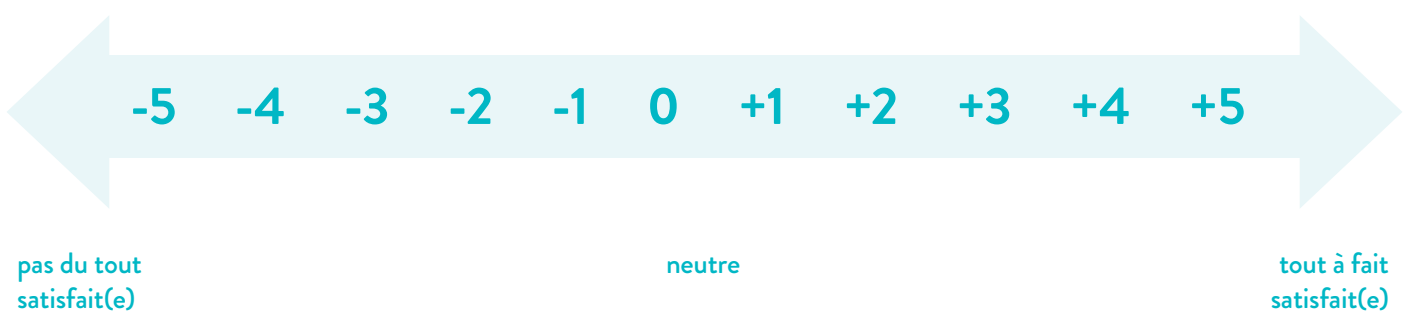 -5 -4 -3 -2 -1 0 +1 +2 +3 +4 +5
pas du tout
satisfait(e)
neutre
tout à fait
satisfait(e)